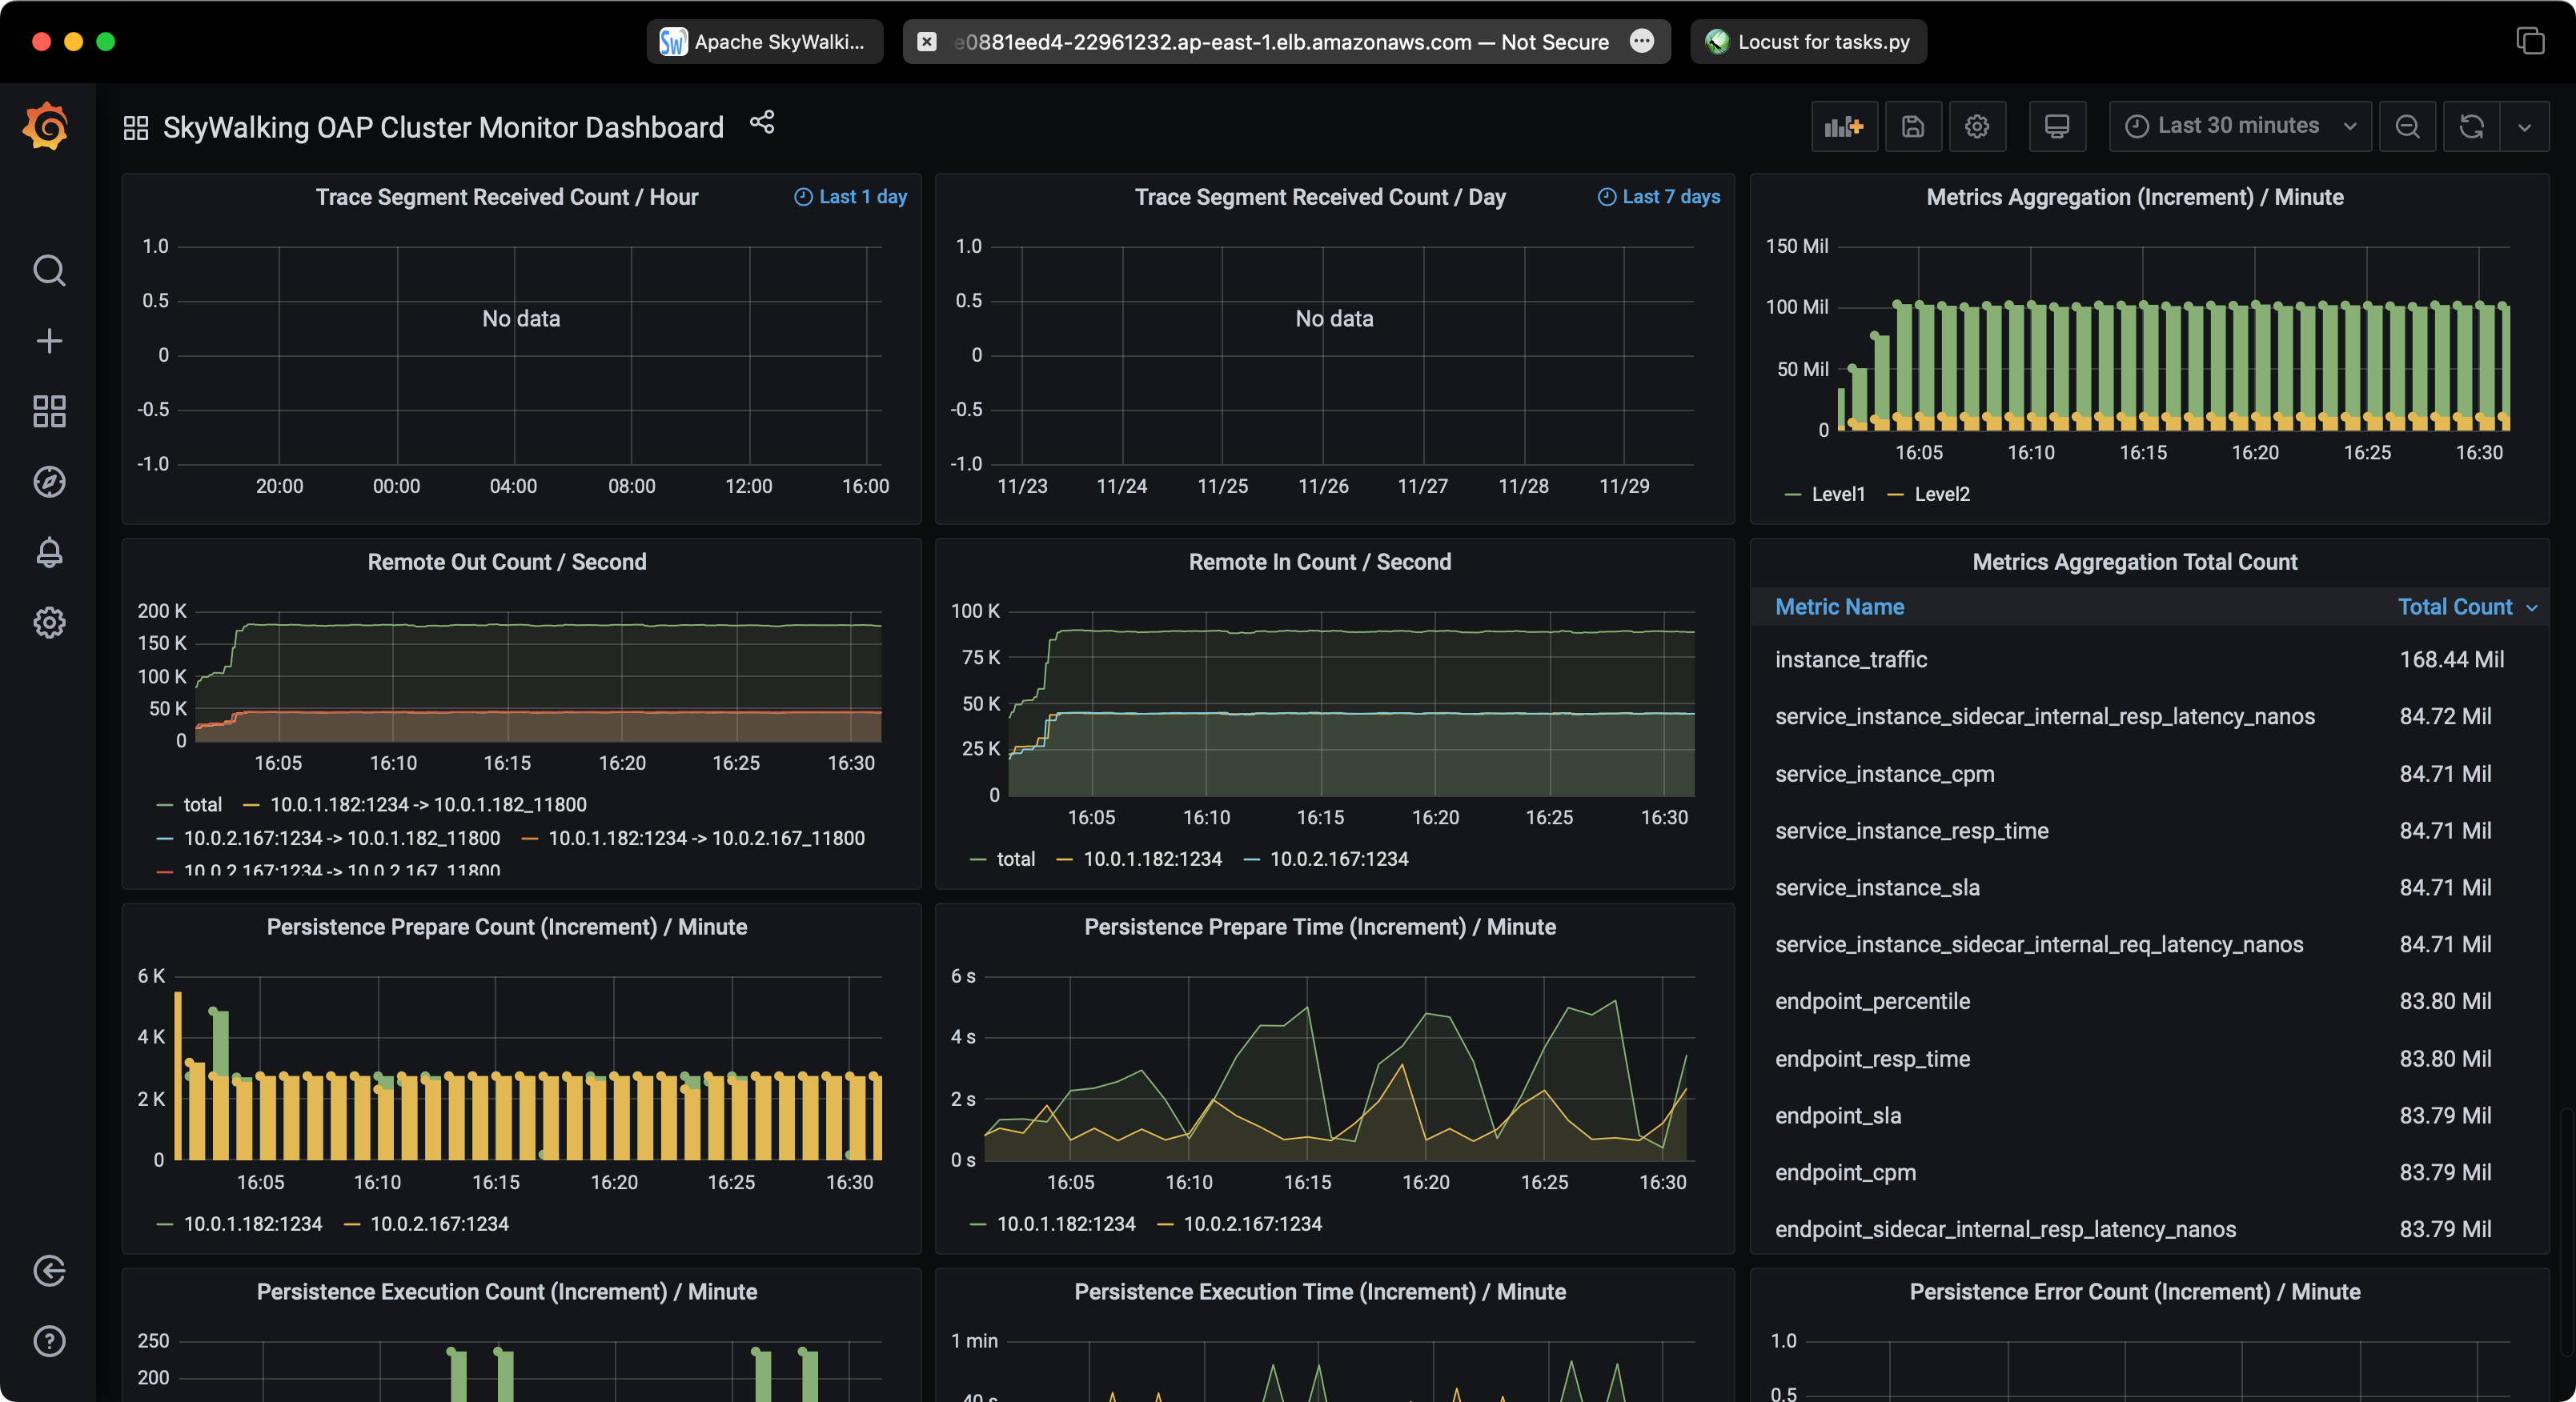 Apache SkyWalki...
e0881eed4-22961232.ap-east-1.elb.amazonaws.com — Not Secure
Locust for tasks.py
SkyWalking OAP Cluster Monitor Dashboard
Last 30 minutes
Trace Segment Received Count / Hour
Last 1 day
1.0
0.5
0
-0.5
-1.0
No data
20:00 00:00 04:00 08:00 12:00 16:00
Trace Segment Received Count / Day
Last 7 days
1.0
0.5
0
-0.5
-1.0
No data
11/23 11/24 11/25 11/26 11/27 11/28 11/29
Metrics Aggregation (Increment) / Minute
150 Mil
100 Mil
50 Mil
0
16:05 16:10 16:15 16:20 16:25 16:30
Level1 Level2
Remote Out Count / Second
200 K
150 K
100 K
50 K
0
16:05 16:10 16:15 16:20 16:25 16:30
total 10.0.1.182:1234 -> 10.0.1.182_11800
10.0.2.167:1234 -> 10.0.1.182_11800 10.0.1.182:1234 -> 10.0.2.167_11800
10.0.2.167:1234 -> 10.0.2.167_11800
Remote In Count / Second
100 K
75 K
50 K
25 K
0
16:05 16:10 16:15 16:20 16:25 16:30
total 10.0.1.182:1234 10.0.2.167:1234
Metrics Aggregation Total Count
Metric Name Total Count
instance_traffic 168.44 Mil
service_instance_sidecar_internal_resp_latency_nanos 84.72 Mil
service_instance_cpm 84.71 Mil
service_instance_resp_time 84.71 Mil
service_instance_sla 84.71 Mil
service_instance_sidecar_internal_req_latency_nanos 84.71 Mil
endpoint_percentile 83.80 Mil
endpoint_resp_time 83.80 Mil
endpoint_sla 83.79 Mil
endpoint_cpm 83.79 Mil
endpoint_sidecar_internal_resp_latency_nanos 83.79 Mil
Persistence Prepare Count (Increment) / Minute
6 K
4 K
2 K
0
16:05 16:10 16:15 16:20 16:25 16:30
10.0.1.182:1234 10.0.2.167:1234
Persistence Prepare Time (Increment) / Minute
6 s
4 s
2 s
0 s
16:05 16:10 16:15 16:20 16:25 16:30
10.0.1.182:1234 10.0.2.167:1234
Persistence Execution Count (Increment) / Minute
250
200
Persistence Execution Time (Increment) / Minute
1 min
40 s
Persistence Error Count (Increment) / Minute
1.0
0.5